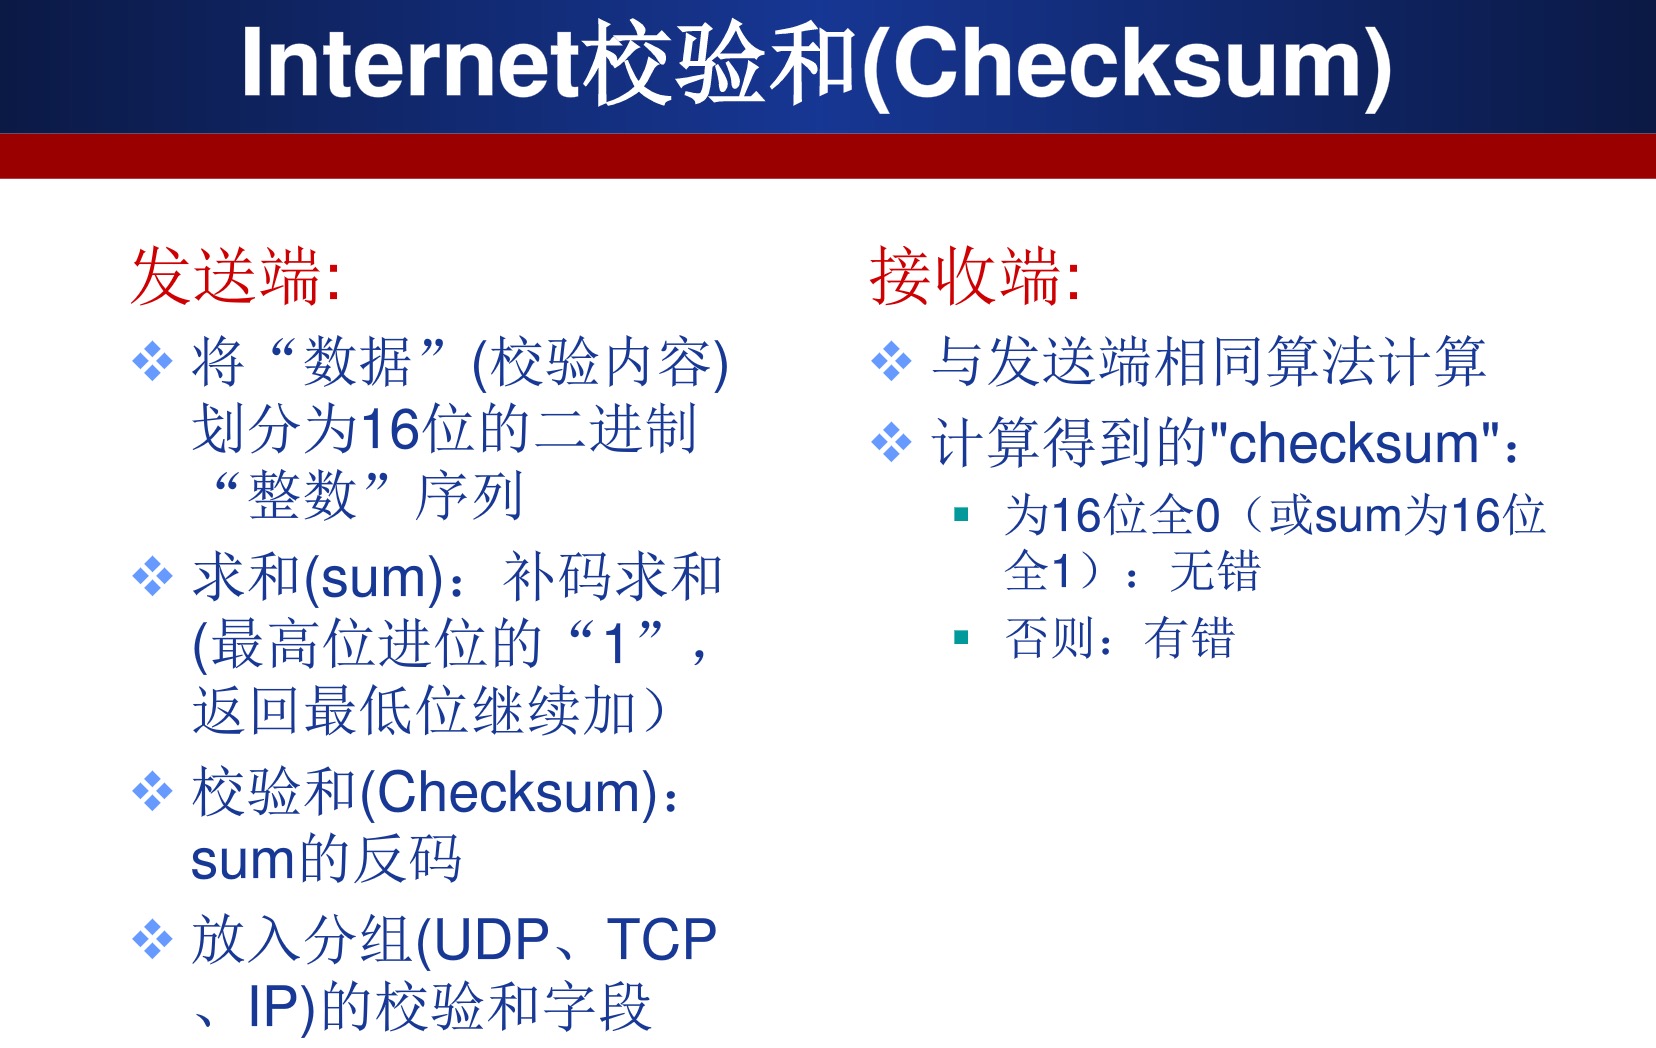 Internet校验和(Checksum)
发送端:
将“数据”(校验内容)
划分为16位的二进制
“整数”序列
求和(sum)：补码求和
(最高位进位的“1”，
返回最低位继续加）
校验和(Checksum)：
sum的反码
放入分组(UDP、TCP
、IP)的校验和字段
接收端:
与发送端相同算法计算
计算得到的"checksum"：
为16位全0（或sum为16位
全1）：无错
否则：有错